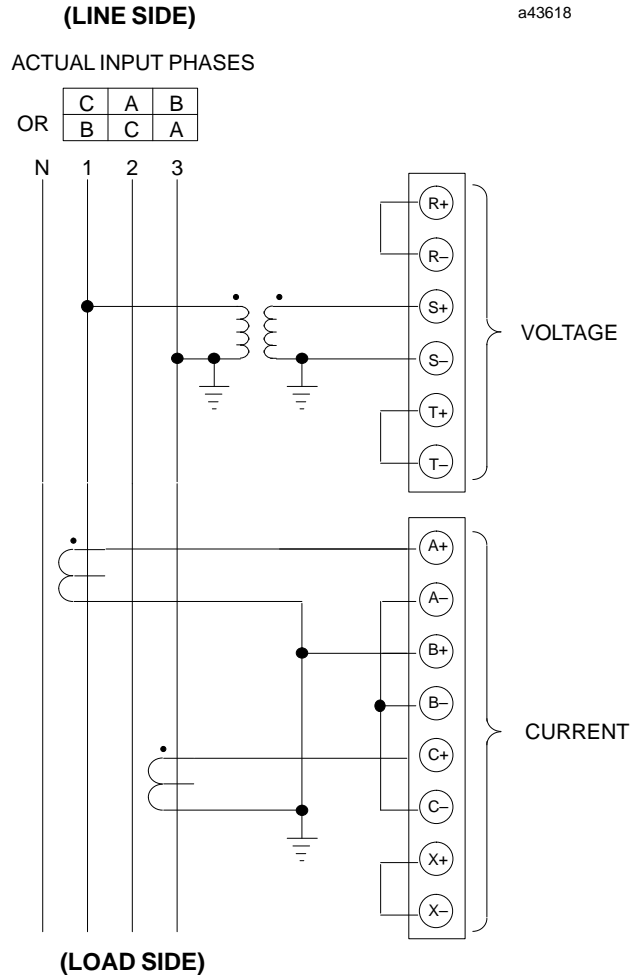 (LINE SIDE)
a43618
ACTUAL INPUT PHASES
C A B
OR
B C A
N 1 2 3
R+
R–
S+
S–
T+
T–
VOLTAGE
A+
A–
B+
B–
C+
C–
X+
X–
CURRENT
(LOAD SIDE)